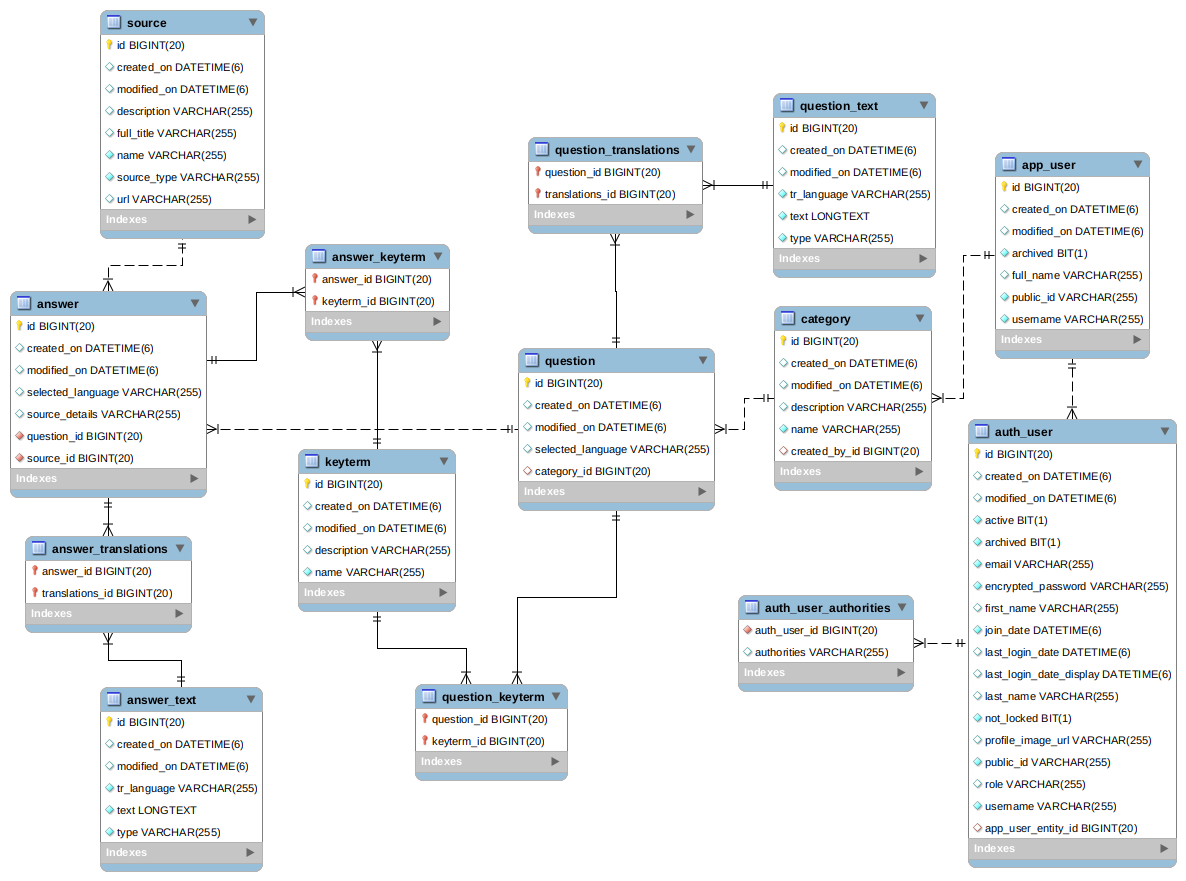 source
id BIGINT(20)
created_on DATETIME(6)
modified_on DATETIME(6)
description VARCHAR(255)
full_title VARCHAR(255)
name VARCHAR(255)
source_type VARCHAR(255)
url VARCHAR(255)
Indexes
answer
id BIGINT(20)
created_on DATETIME(6)
modified_on DATETIME(6)
selected_language VARCHAR(255)
source_details VARCHAR(255)
question_id BIGINT(20)
source_id BIGINT(20)
Indexes
answer_translations
answer_id BIGINT(20)
translations_id BIGINT(20)
Indexes
answer_text
id BIGINT(20)
created_on DATETIME(6)
modified_on DATETIME(6)
tr_language VARCHAR(255)
text LONGTEXT
type VARCHAR(255)
Indexes
answer_keyterm
answer_id BIGINT(20)
keyterm_id BIGINT(20)
Indexes
keyterm
id BIGINT(20)
created_on DATETIME(6)
modified_on DATETIME(6)
description VARCHAR(255)
name VARCHAR(255)
Indexes
question_keyterm
question_id BIGINT(20)
keyterm_id BIGINT(20)
Indexes
question_translations
question_id BIGINT(20)
translations_id BIGINT(20)
Indexes
question
id BIGINT(20)
created_on DATETIME(6)
modified_on DATETIME(6)
selected_language VARCHAR(255)
category_id BIGINT(20)
Indexes
question_text
id BIGINT(20)
created_on DATETIME(6)
modified_on DATETIME(6)
tr_language VARCHAR(255)
text LONGTEXT
type VARCHAR(255)
Indexes
category
id BIGINT(20)
created_on DATETIME(6)
modified_on DATETIME(6)
description VARCHAR(255)
name VARCHAR(255)
created_by_id BIGINT(20)
Indexes
auth_user_authorities
auth_user_id BIGINT(20)
authorities VARCHAR(255)
Indexes
app_user
id BIGINT(20)
created_on DATETIME(6)
modified_on DATETIME(6)
archived BIT(1)
full_name VARCHAR(255)
public_id VARCHAR(255)
username VARCHAR(255)
Indexes
auth_user
id BIGINT(20)
created_on DATETIME(6)
modified_on DATETIME(6)
active BIT(1)
archived BIT(1)
email VARCHAR(255)
encrypted_password VARCHAR(255)
first_name VARCHAR(255)
join_date DATETIME(6)
last_login_date DATETIME(6)
last_login_date_display DATETIME(6)
last_name VARCHAR(255)
not_locked BIT(1)
profile_image_url VARCHAR(255)
public_id VARCHAR(255)
role VARCHAR(255)
username VARCHAR(255)
app_user_entity_id BIGINT(20)
Indexes